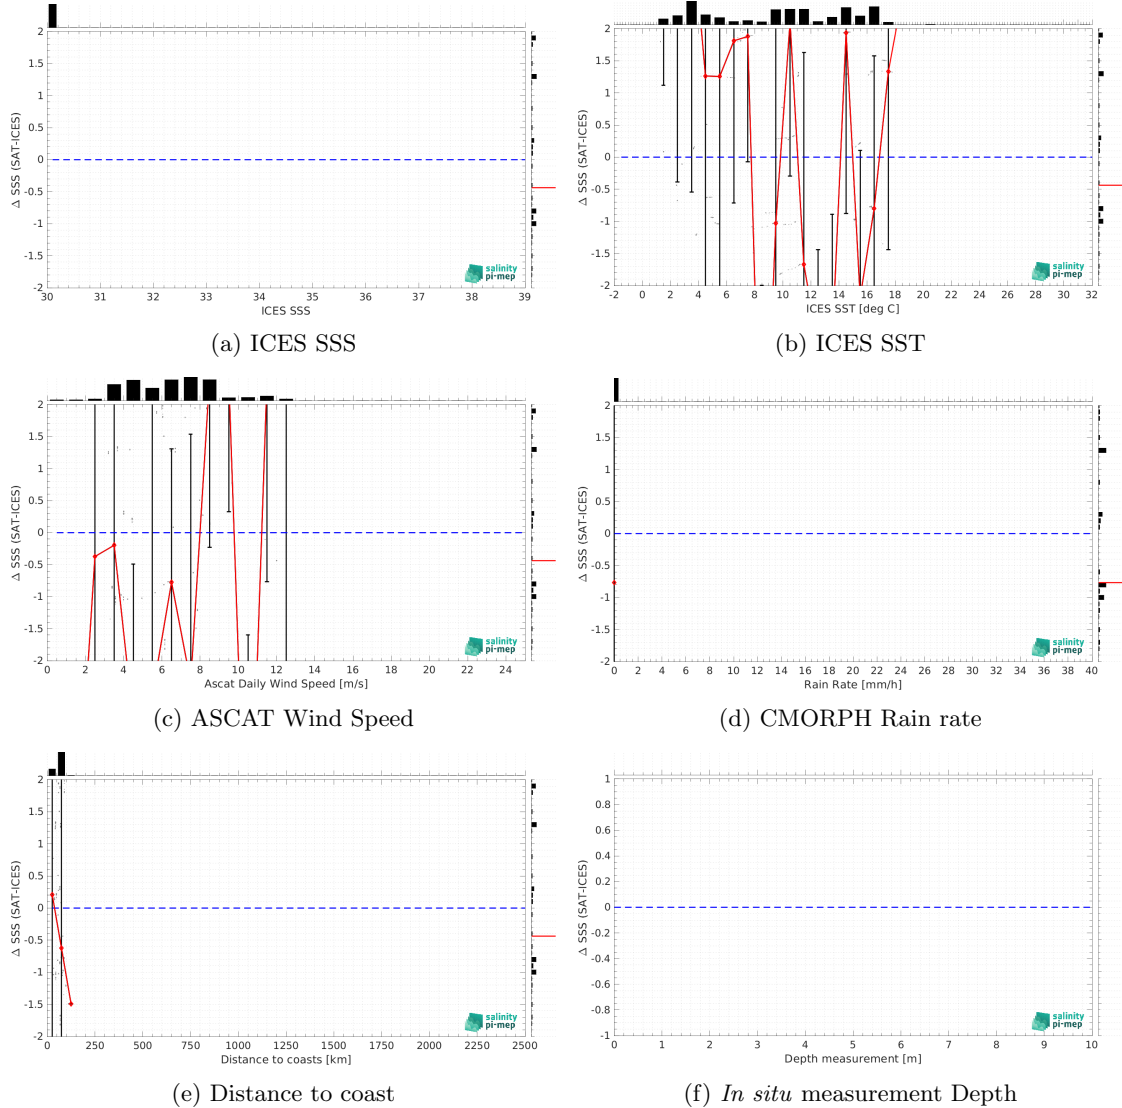 2
1.5
1
0.5
0
-0.5
-1
-1.5
-2
Δ SSS (SAT-ICES)
30 31 32 33 34 35 36 37 38 39
ICES SSS
salinity
pi-mep
(a) ICES SSS
2
1.5
1
0.5
0
-0.5
-1
-1.5
-2
Δ SSS (SAT-ICES)
-2 0 2 4 6 8 10 12 14 16 18 20 22 24 26 28 30 32
ICES SST [deg C]
salinity
pi-mep
(b) ICES SST
2
1.5
1
0.5
0
-0.5
-1
-1.5
-2
Δ SSS (SAT-ICES)
0 2 4 6 8 10 12 14 16 18 20 22 24
Ascat Daily Wind Speed [m/s]
salinity
pi-mep
(c) ASCAT Wind Speed
2
1.5
1
0.5
0
-0.5
-1
-1.5
-2
Δ SSS (SAT-ICES)
0 2 4 6 8 10 12 14 16 18 20 22 24 26 28 30 32 34 36 38 40
Rain Rate [mm/h]
salinity
pi-mep
(d) CMORPH Rain rate
2
1.5
1
0.5
0
-0.5
-1
-1.5
-2
Δ SSS (SAT-ICES)
0 250 500 750 1000 1250 1500 1750 2000 2250 2500
Distance to coasts [km]
salinity
pi-mep
(e) Distance to coast
1
0.8
0.6
0.4
0.2
0
-0.2
-0.4
-0.6
-0.8
-1
Δ SSS (SAT-ICES)
0 1 2 3 4 5 6 7 8 9 10
Depth measurement [m]
salinity
pi-mep
(f) In situ measurement Depth